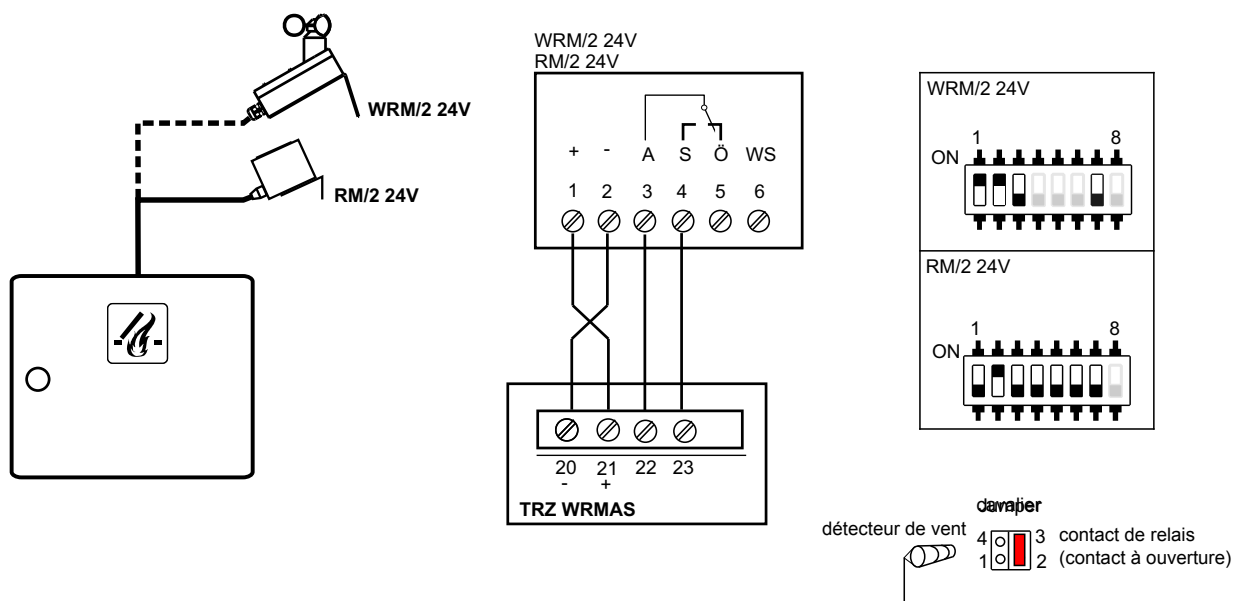 WRM/2 24V
RM/2 24V
WRM/2 24V
RM/2 24V
+ - A S Ö WS
1 2 3 4 5 6
20 21 22 23
- +
TRZ WRMAS
WRM/2 24V
1 8
ON
RM/2 24V
1 8
ON
détecteur de vent
4 3 contact de relais
1 2 (contact à ouverture)